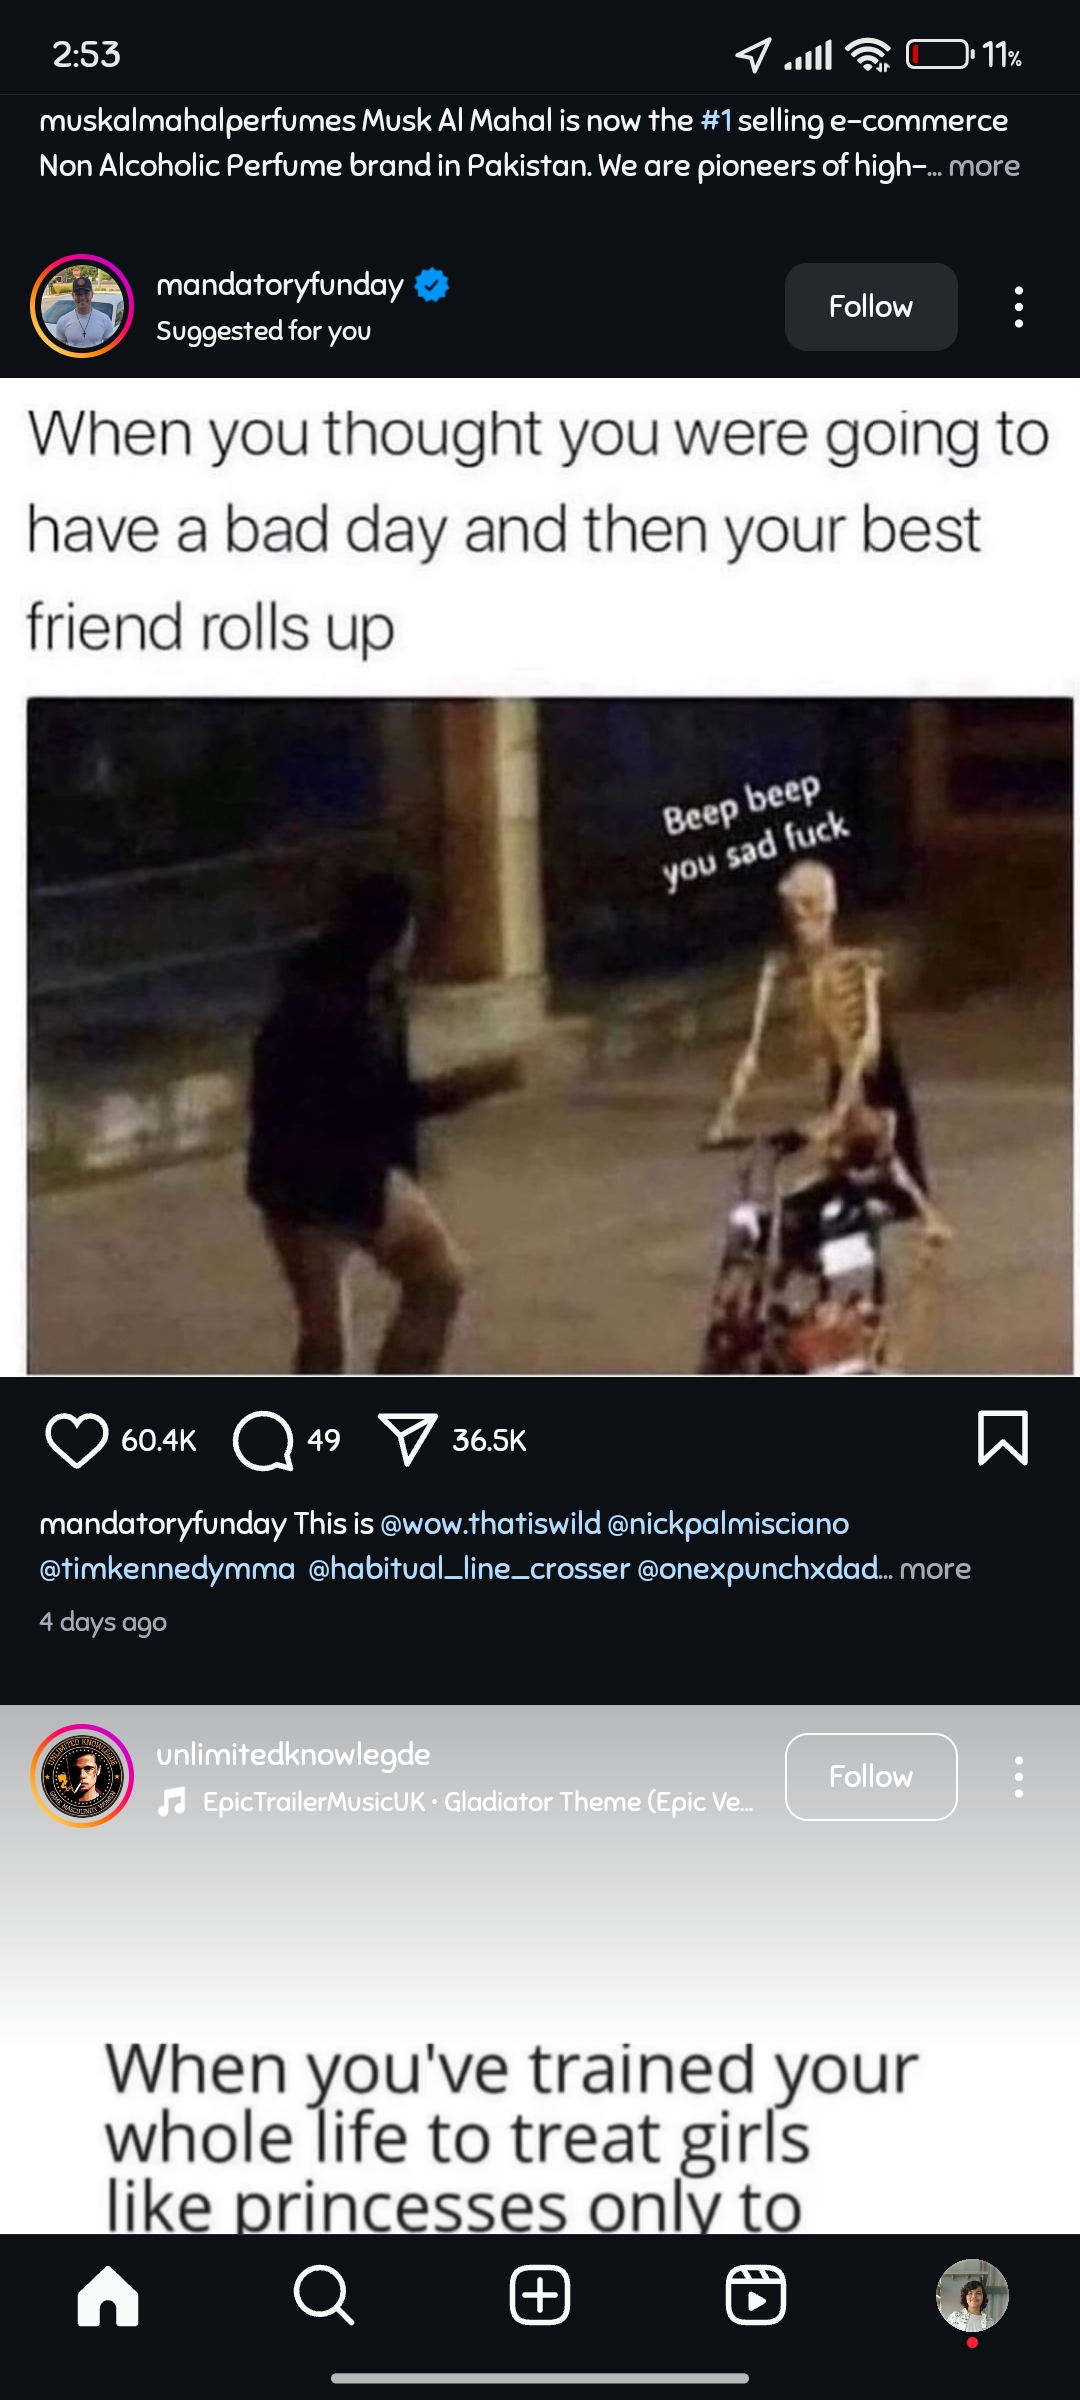 2:53
11%
muskalmahalperfumes Musk Al Mahal is now the #1 selling e-commerce
Non Alcoholic Perfume brand in Pakistan. We are pioneers of high-... more
mandatoryfunday
Suggested for you
Follow
When you thought you were going to
have a bad day and then your best
friend rolls up
Beep beep
you sad fuck
60.4K
49
36.5K
mandatoryfunday This is @wow.thatiswild @nickpalmisciano
@timkennedymma @habitual_line_crosser @onexpunchxdad... more
4 days ago
UNLIMITED KNOWLEDGE
unlimitedknowlegde
EpicTrailerMusicUK • Gladiator Theme (Epic Ve...
Follow
When you've trained your
whole life to treat girls
like princesses only to